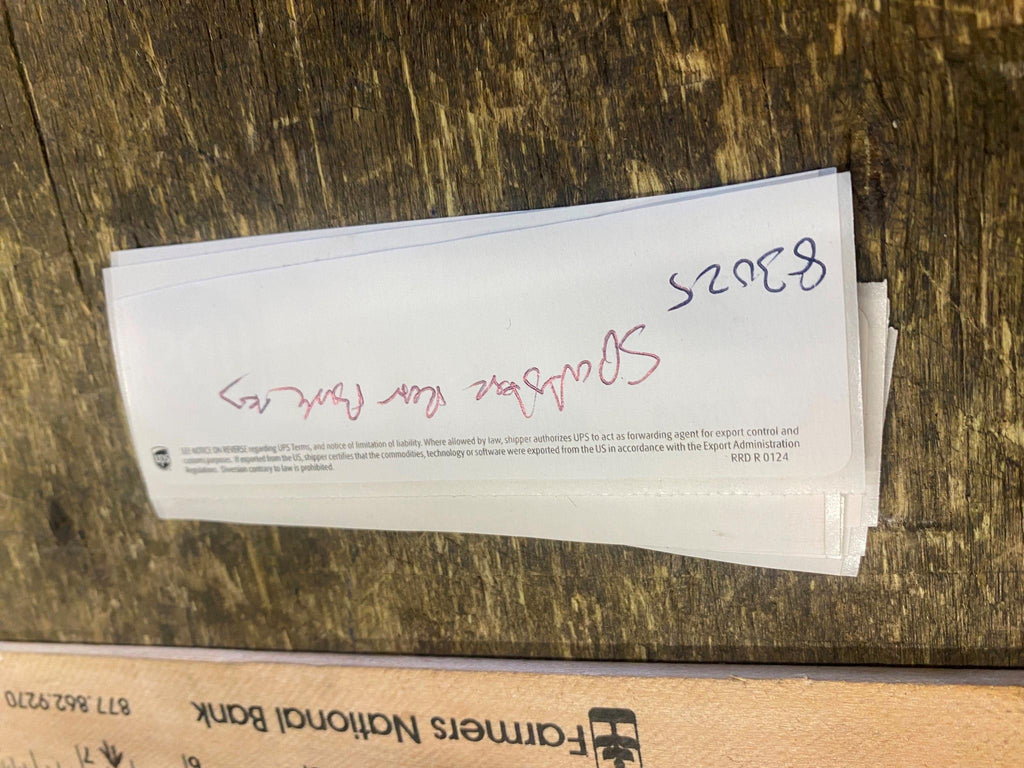 83025
SEE NOTICE ON REVERSE regarding UPS Terms, and notice of limitation of liability. Where allowed by law, shipper authorizes UPS to act as forwarding agent for export control and
customs purposes. If exported from the US, shipper certifies that the commodities, technology or software were exported from the US in accordance with the Export Administration
Regulations. Diversion contrary to law is prohibited.
RRD R 0124
Farmers National Bank 877.862.9270